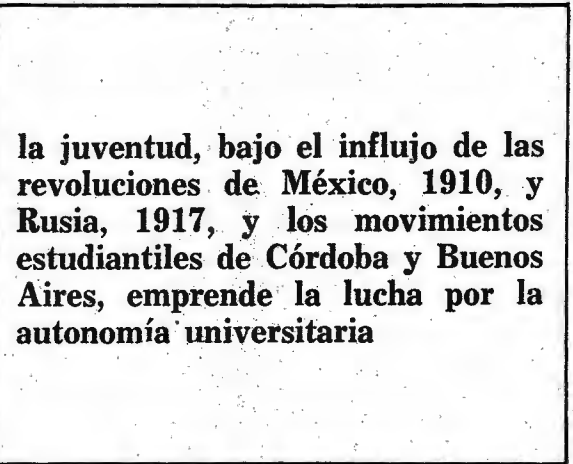 la juventud, bajo el influjo de las
revoluciones de México, 1910, y
Rusia, 1917, y los movimientos
estudiantiles de Córdoba y Buenos
Aires, emprende la lucha por la
autonomía universitaria